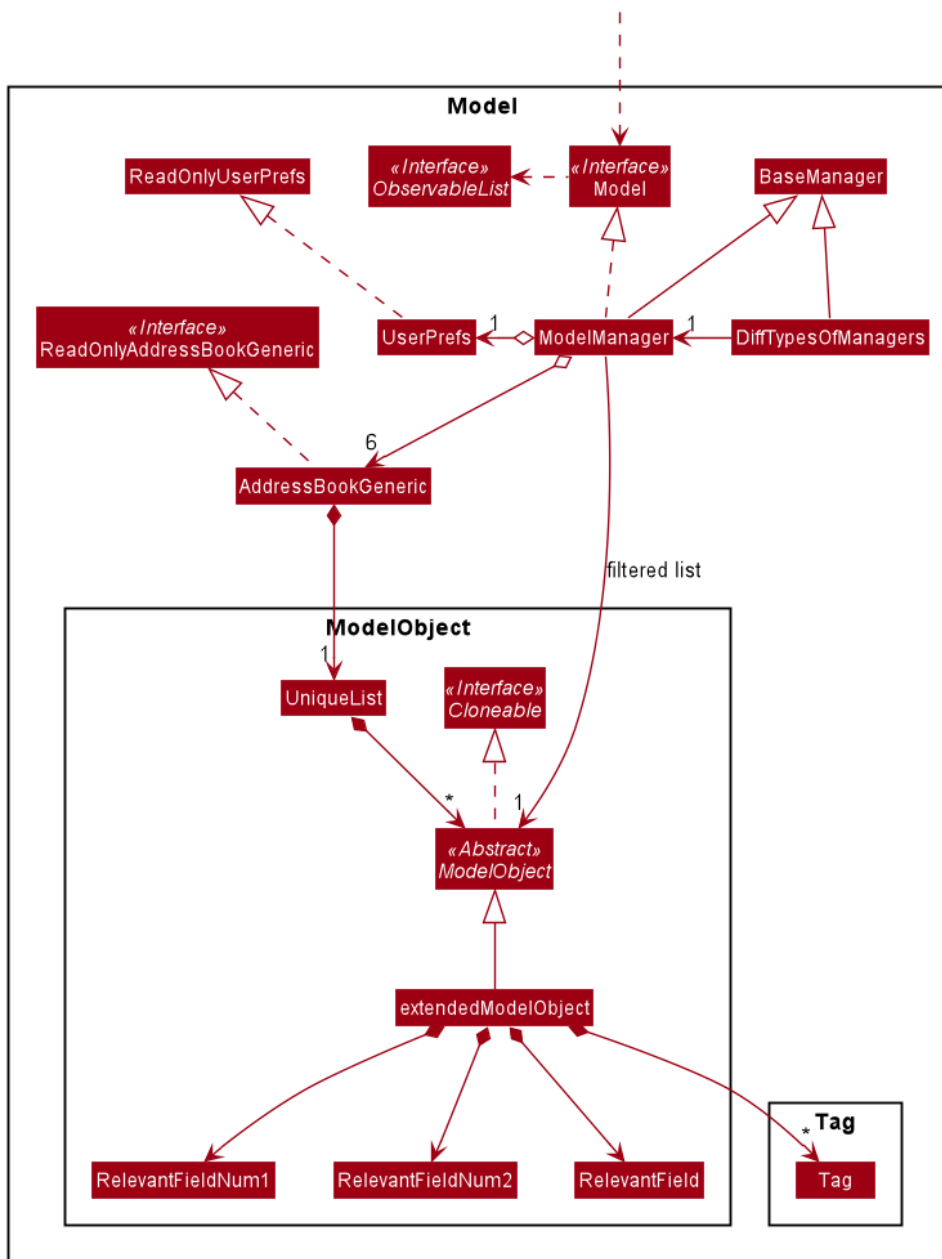 Model
«Interface»
ObservableList
«Interface»
Model
ReadOnlyUserPrefs
BaseManager
«Interface»
ReadOnlyAddressBookGeneric
UserPrefs
1
ModelManager
1
DiffTypesOfManagers
6
AddressBookGeneric
filtered list
ModelObject
1
UniqueList
«Interface»
Cloneable
*
1
«Abstract»
ModelObject
extendedModelObject
Tag
*
RelevantFieldNum1
RelevantFieldNum2
RelevantField
Tag